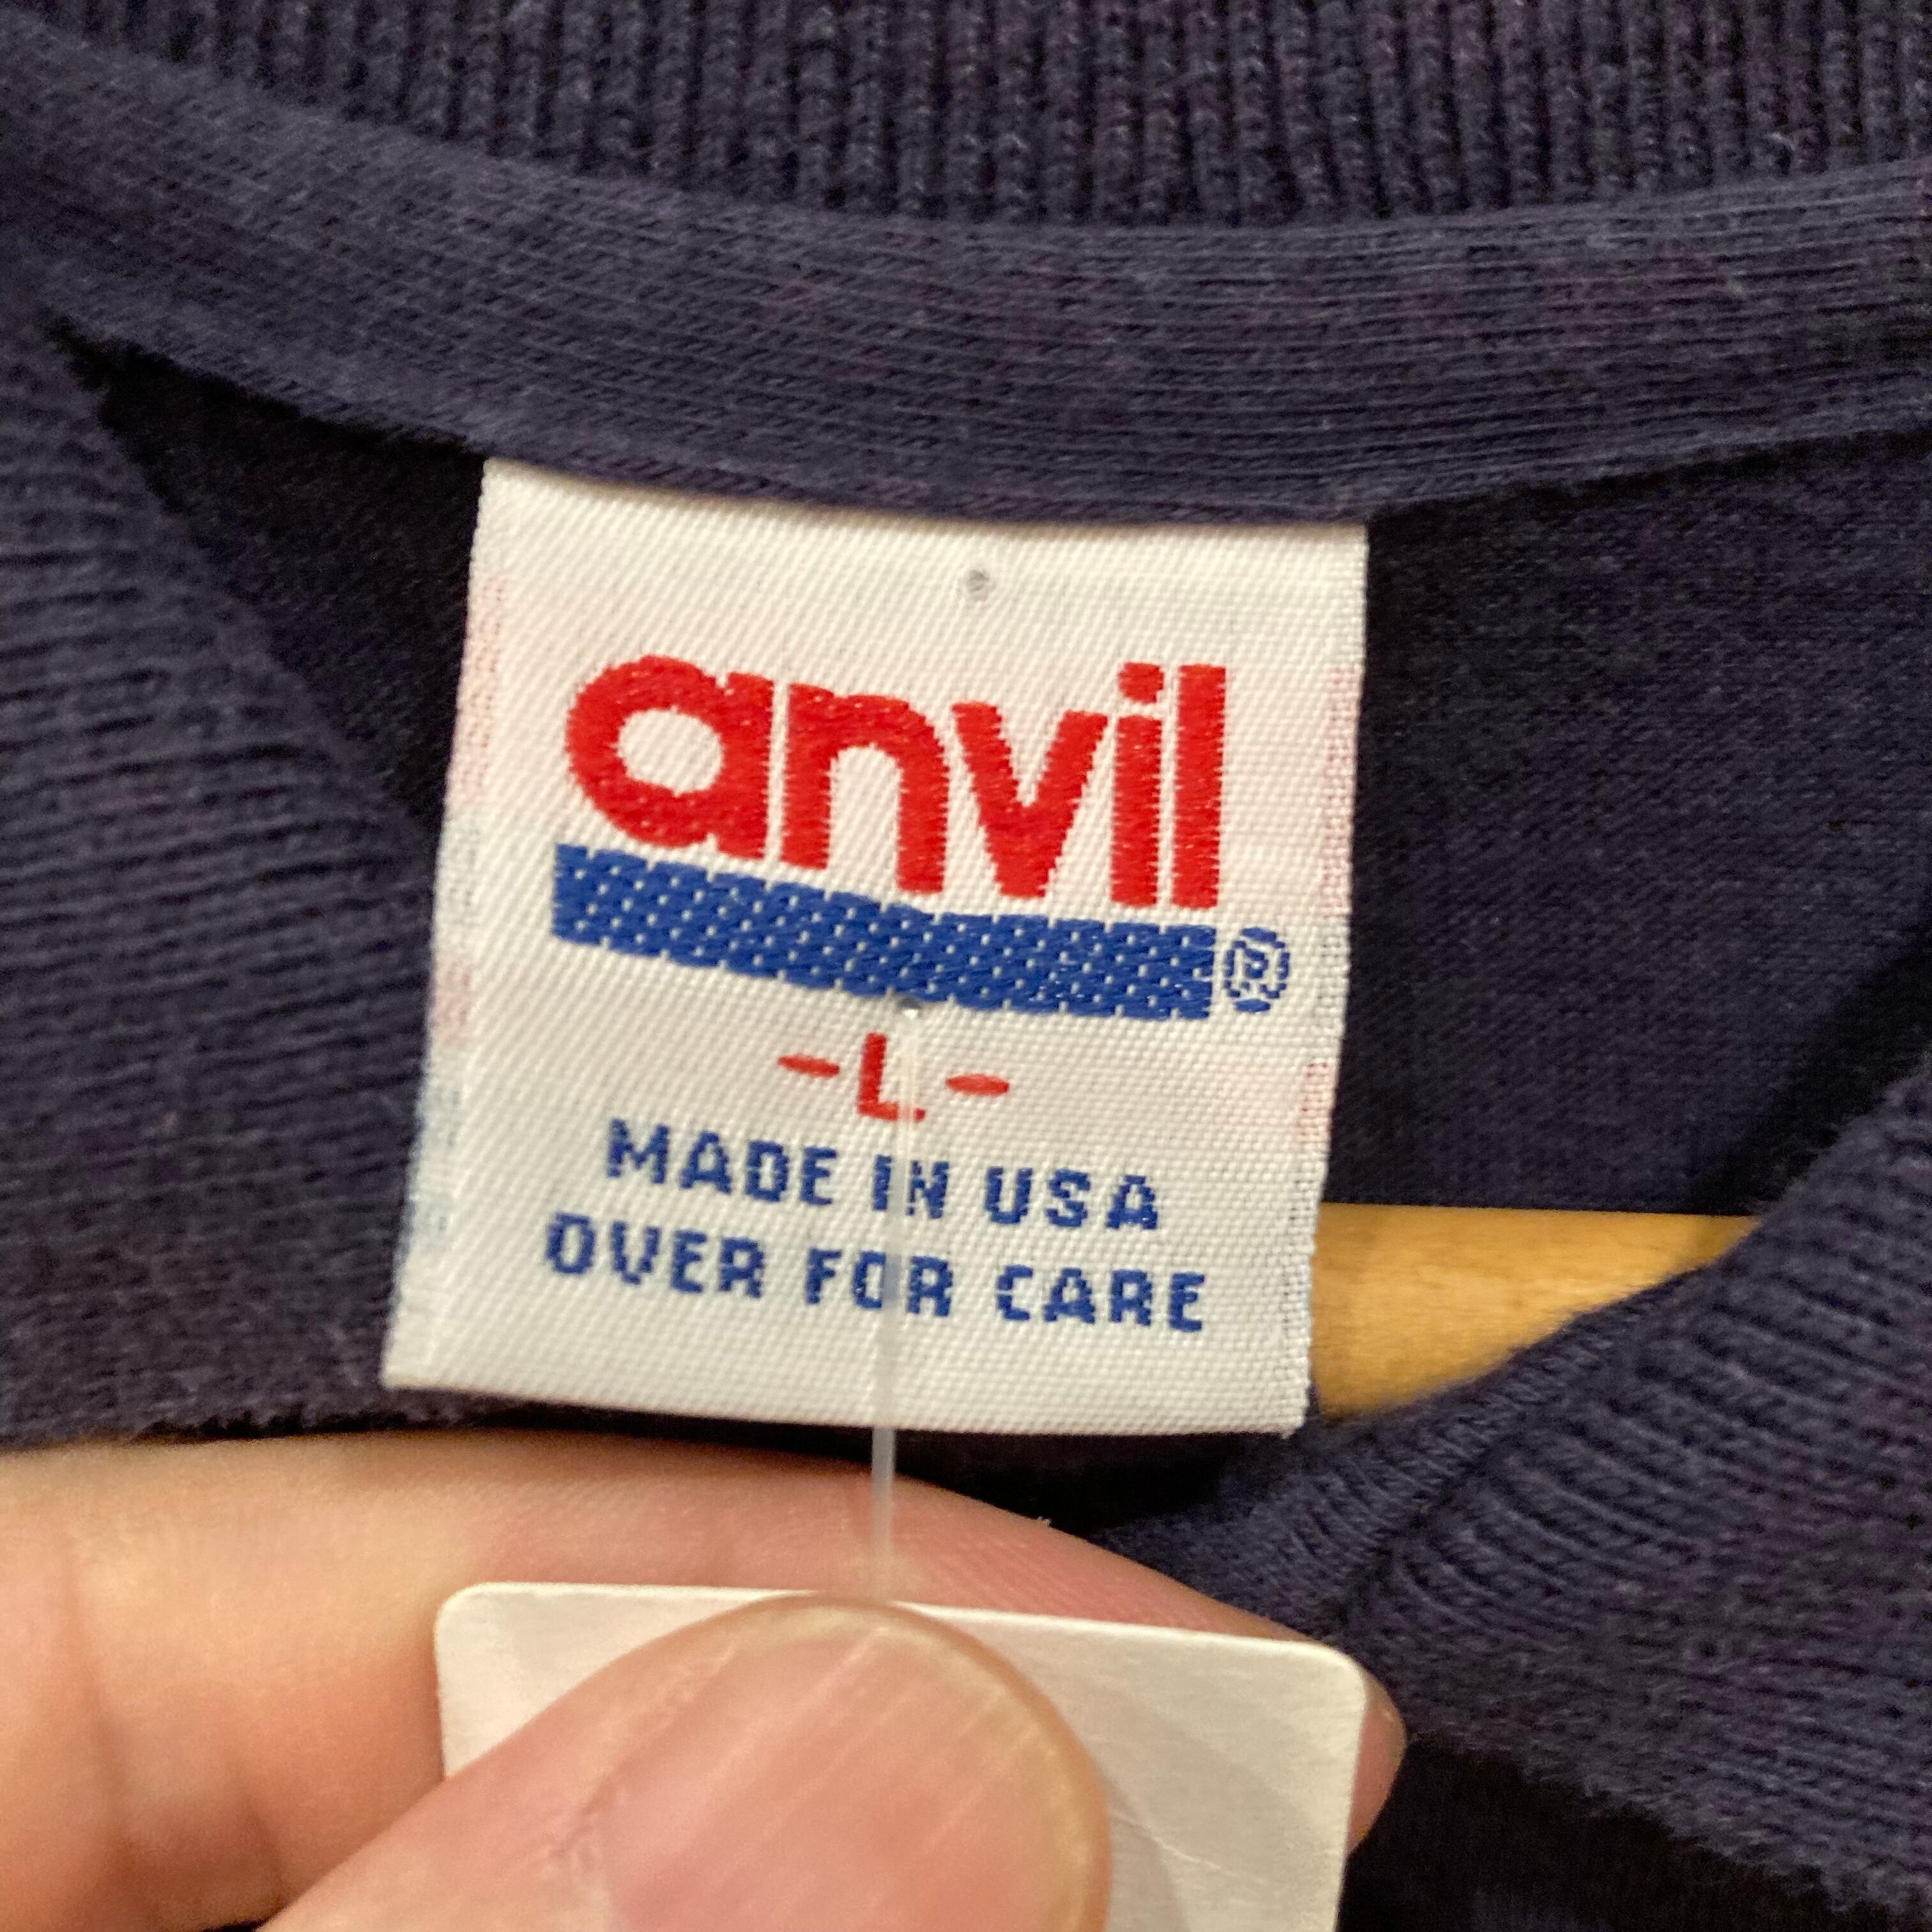 anvil
®
-L-
MADE IN USA
OVER FOR CARE